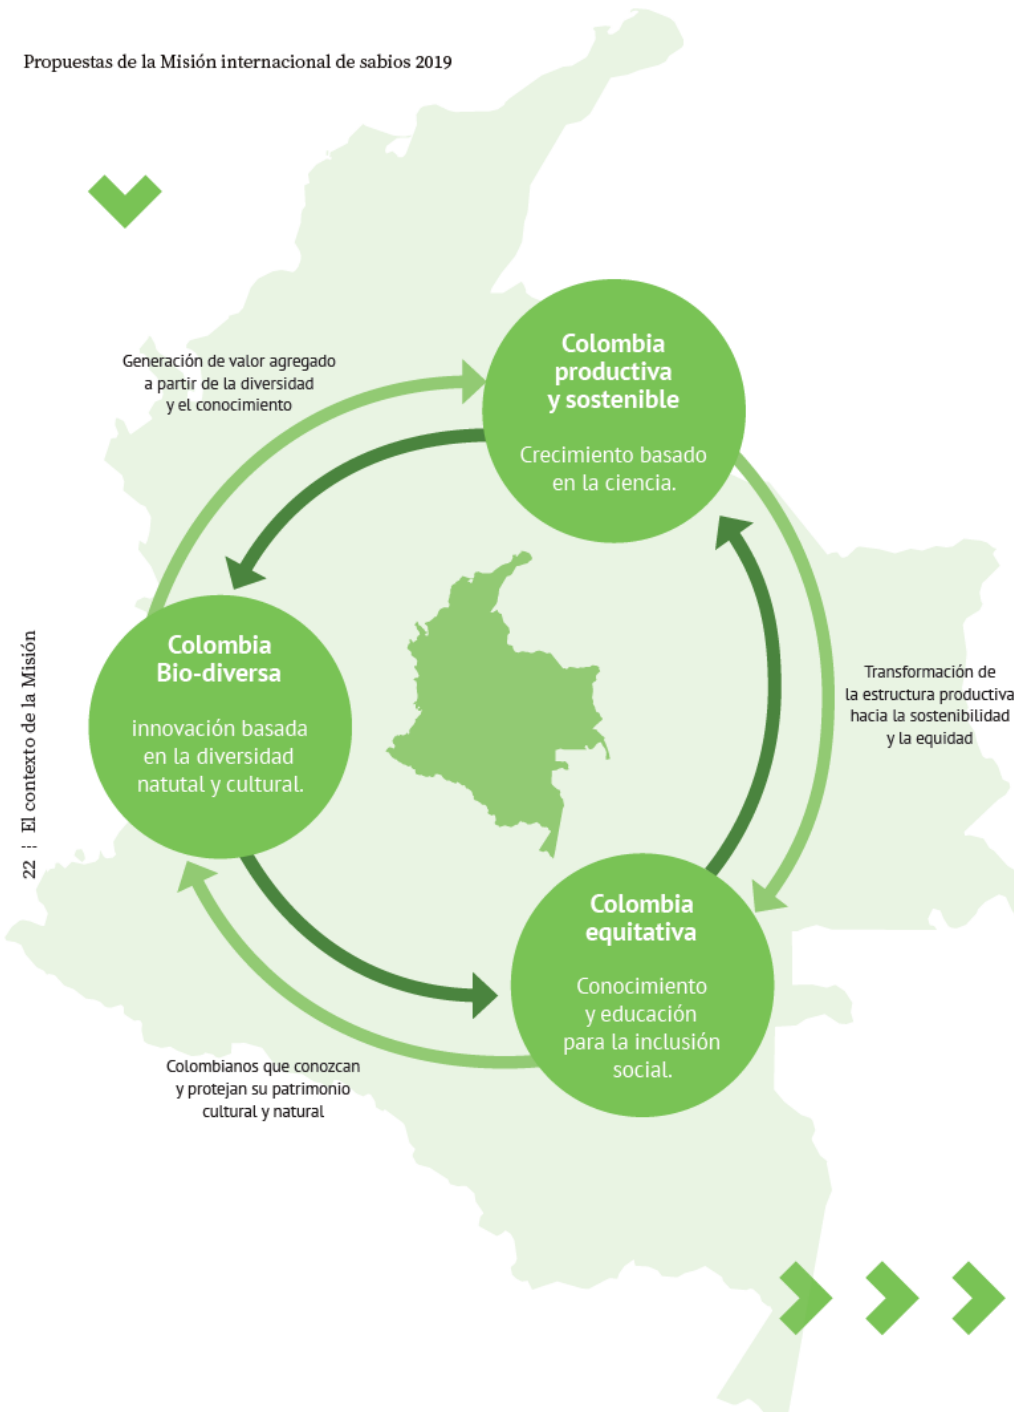 Propuestas de la Misión internacional de sabios 2019
Colombia
productiva
y sostenible
Crecimiento basado
en la ciencia.
Generación de valor agregado
a partir de la diversidad
y el conocimiento
Colombia
Bio-diversa
innovación basada
en la diversidad
natutal y cultural.
Transformación de
la estructura productiva
hacia la sostenibilidad
y la equidad
Colombia
equitativa
Conocimiento
y educación
para la inclusión
social.
Colombianos que conozcan
y protejan su patrimonio
cultural y natural
22 El contexto de la Misión